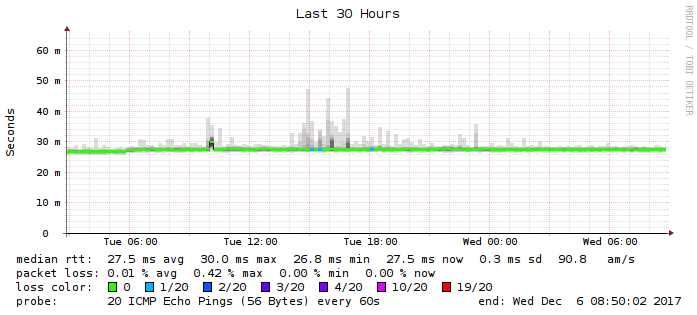 Last 30 Hours
RRDTOOL / TOBI OETIKER
Seconds
60 m
50 m
40 m
30 m
20 m
10 m
0
Tue 06:00 Tue 12:00 Tue 18:00 Wed 00:00 Wed 06:00
median rtt: 27.5 ms avg 30.0 ms max 26.8 ms min 27.5 ms now 0.3 ms sd 90.8 am/s
packet loss: 0.01 % avg 0.42 % max 0.00 % min 0.00 % now
loss color: 0 1/20 2/20 3/20 4/20 10/20 19/20
probe: 20 ICMP Echo Pings (56 Bytes) every 60s end: Wed Dec 6 08:50:02 2017